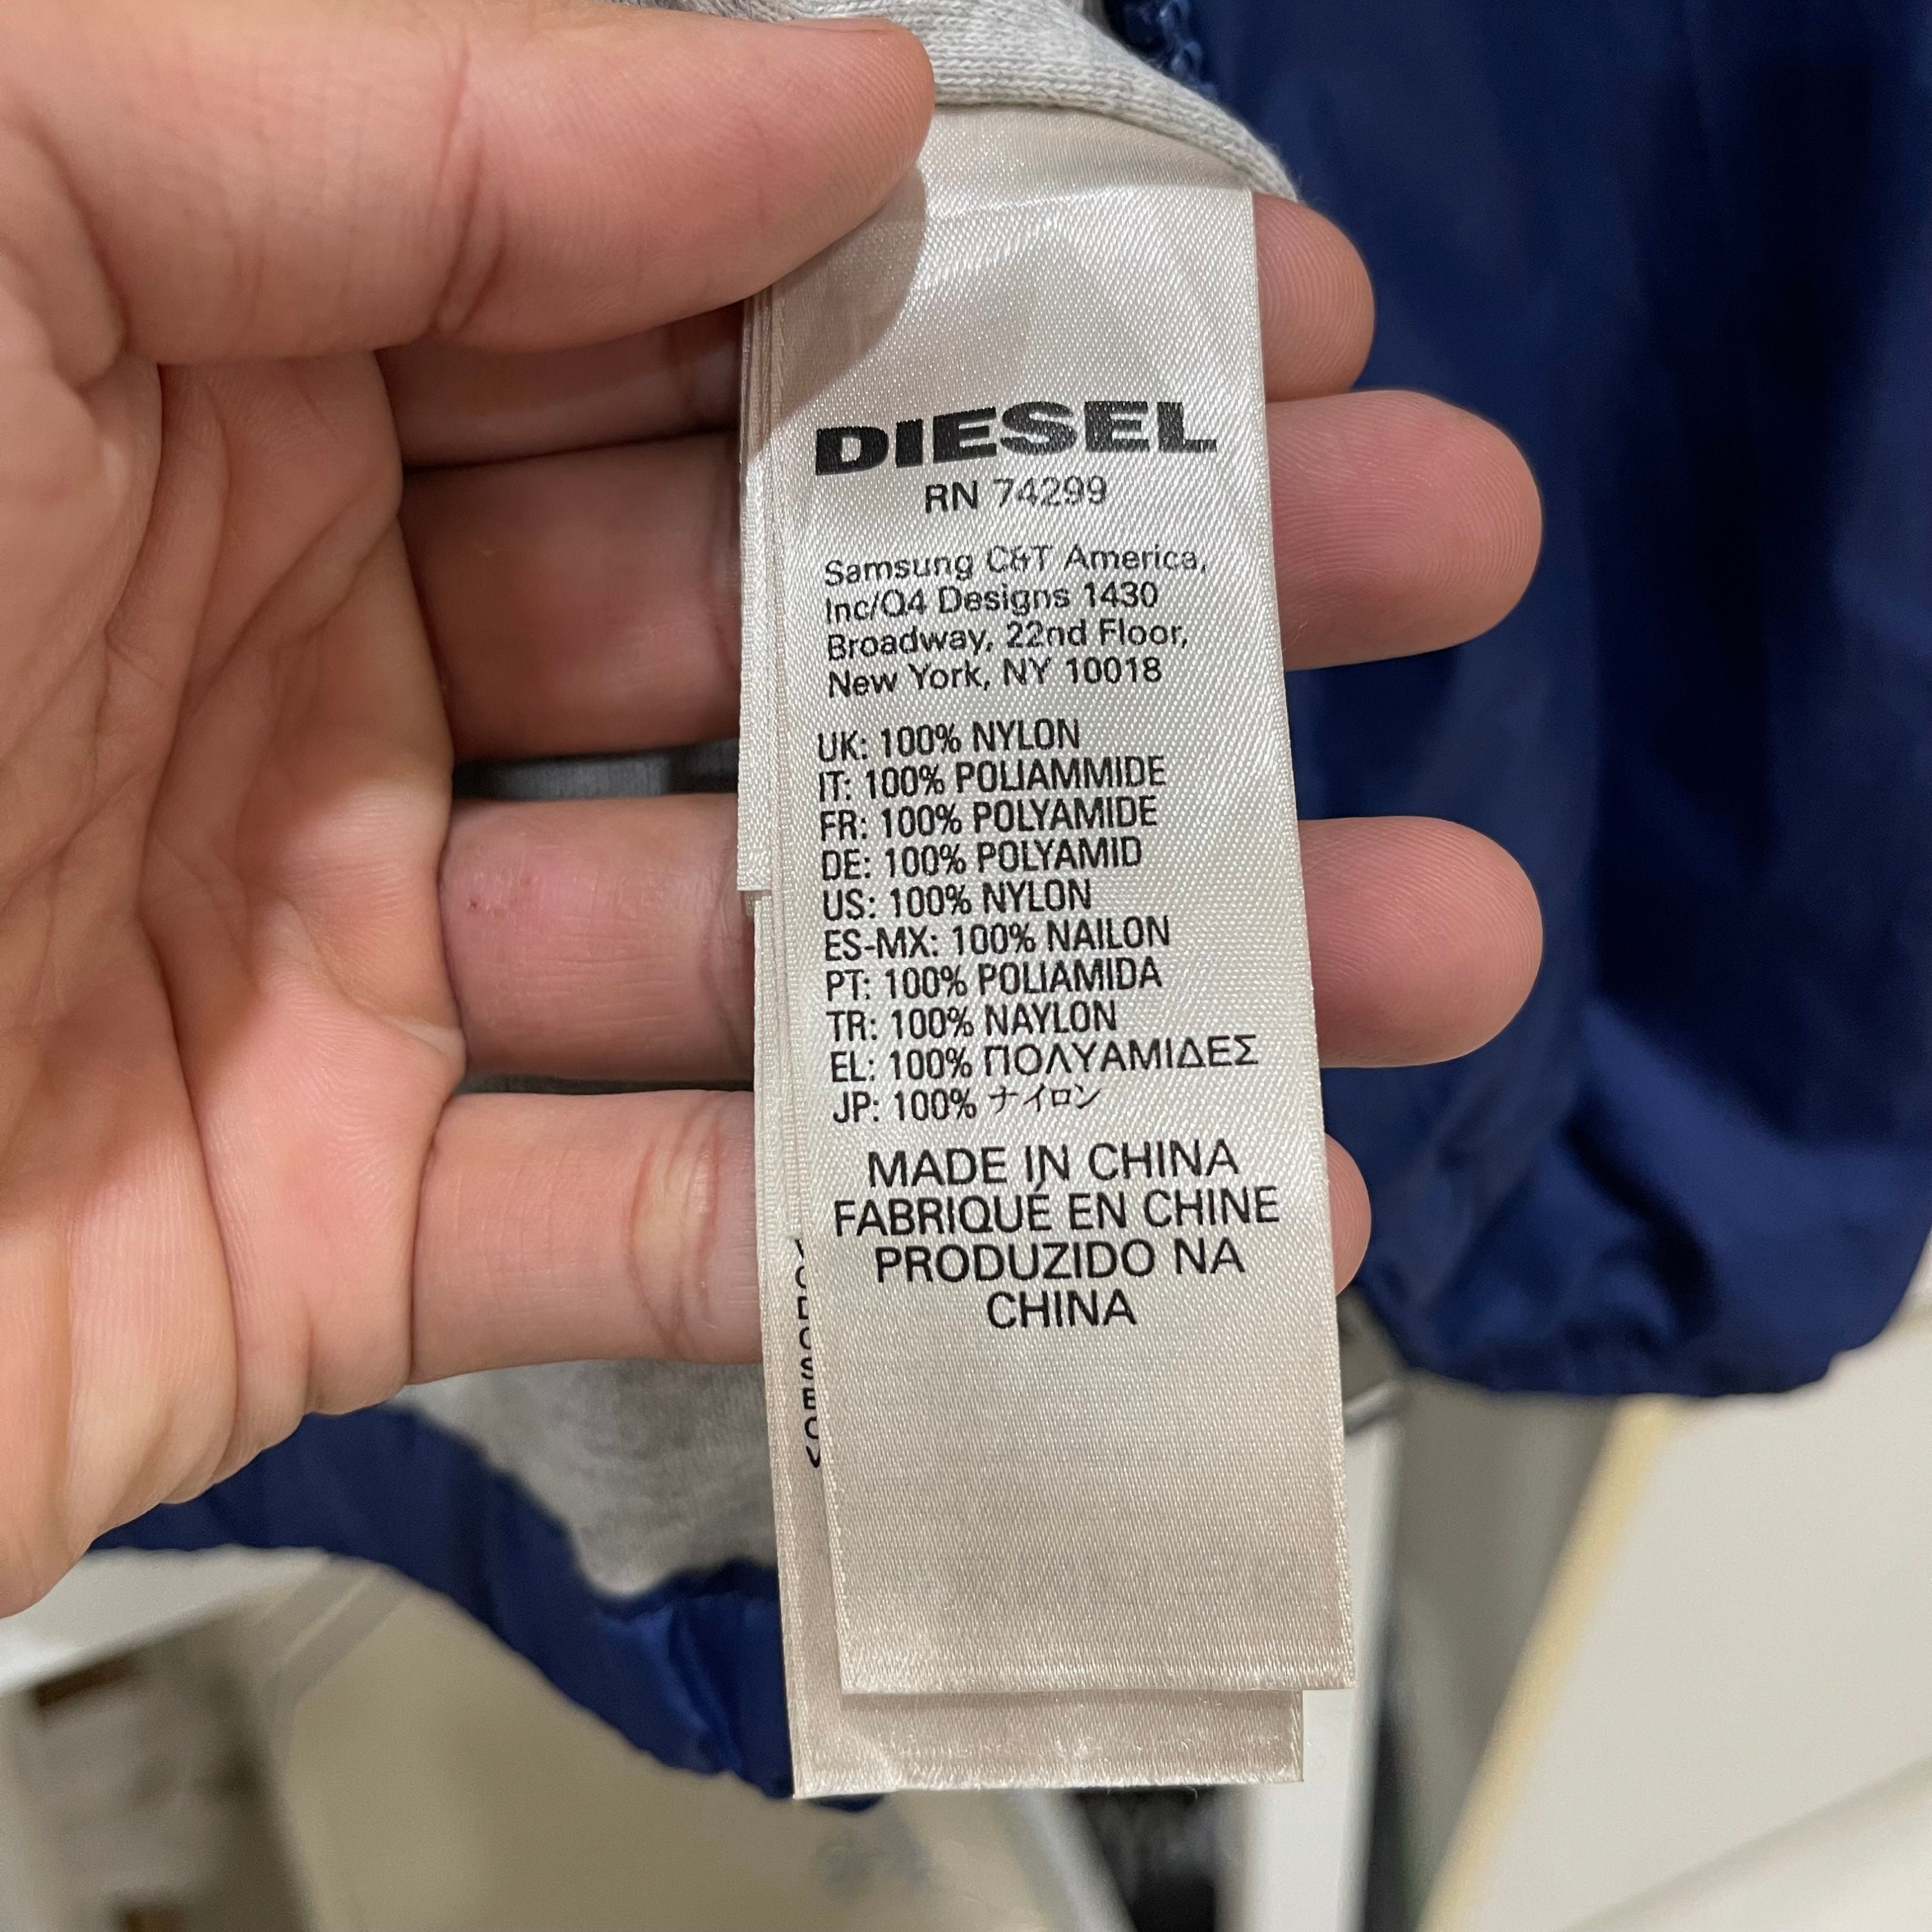 DIESEL
RN 74299
Samsung C&T America,
Inc/Q4 Designs 1430
Broadway, 22nd Floor,
New York, NY 10018
UK: 100% NYLON
IT: 100% POLIAMMIDE
FR: 100% POLYAMIDE
DE: 100% POLYAMID
US: 100% NYLON
ES-MX: 100% NAILON
PT: 100% POLIAMIDA
TR: 100% NAYLON
EL: 100% ΠΟΛΥΑΜΙΔΕΣ
JP: 100% ナイロン
MADE IN CHINA
FABRIQUÉ EN CHINE
PRODUZIDO NA
CHINA